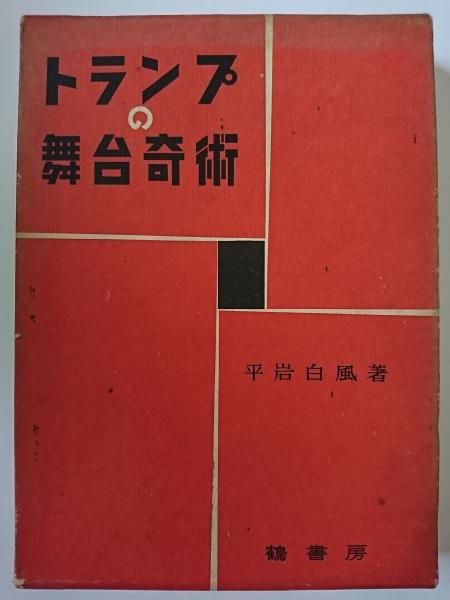 トランプ
の
舞台奇術
平岩白風著
鶴書房